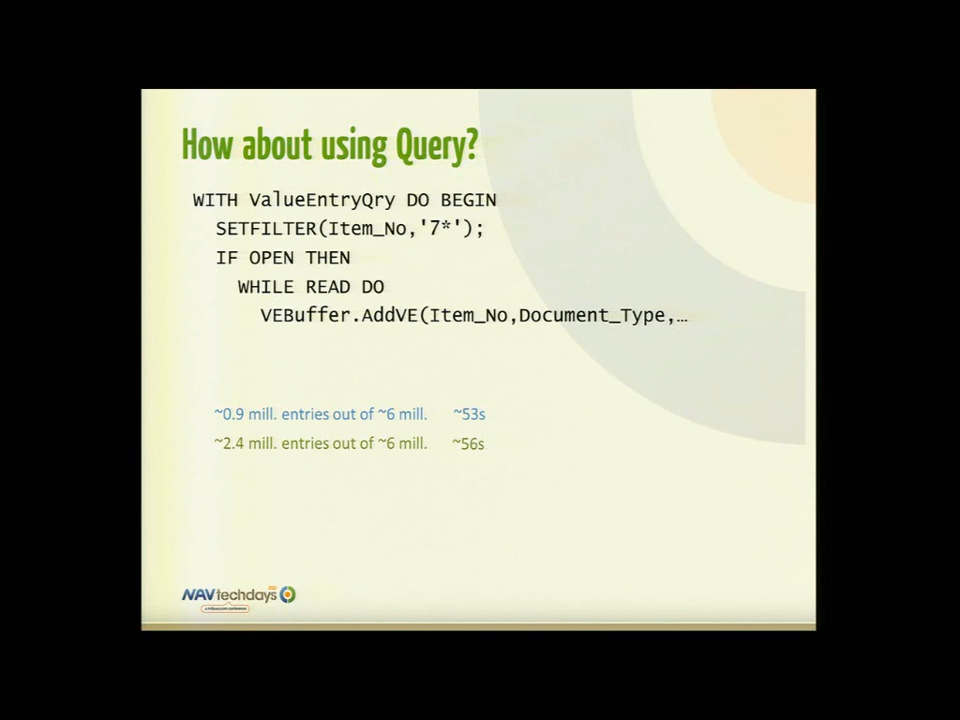 How about using Query?
WITH ValueEntryQry DO BEGIN
SETFILTER(Item_No,'7*');
IF OPEN THEN
WHILE READ DO
VEBuffer.AddVE(Item_No,Document_Type,…
~0.9 mill. entries out of ~6 mill. ~53s
~2.4 mill. entries out of ~6 mill. ~56s
NAVtechdays